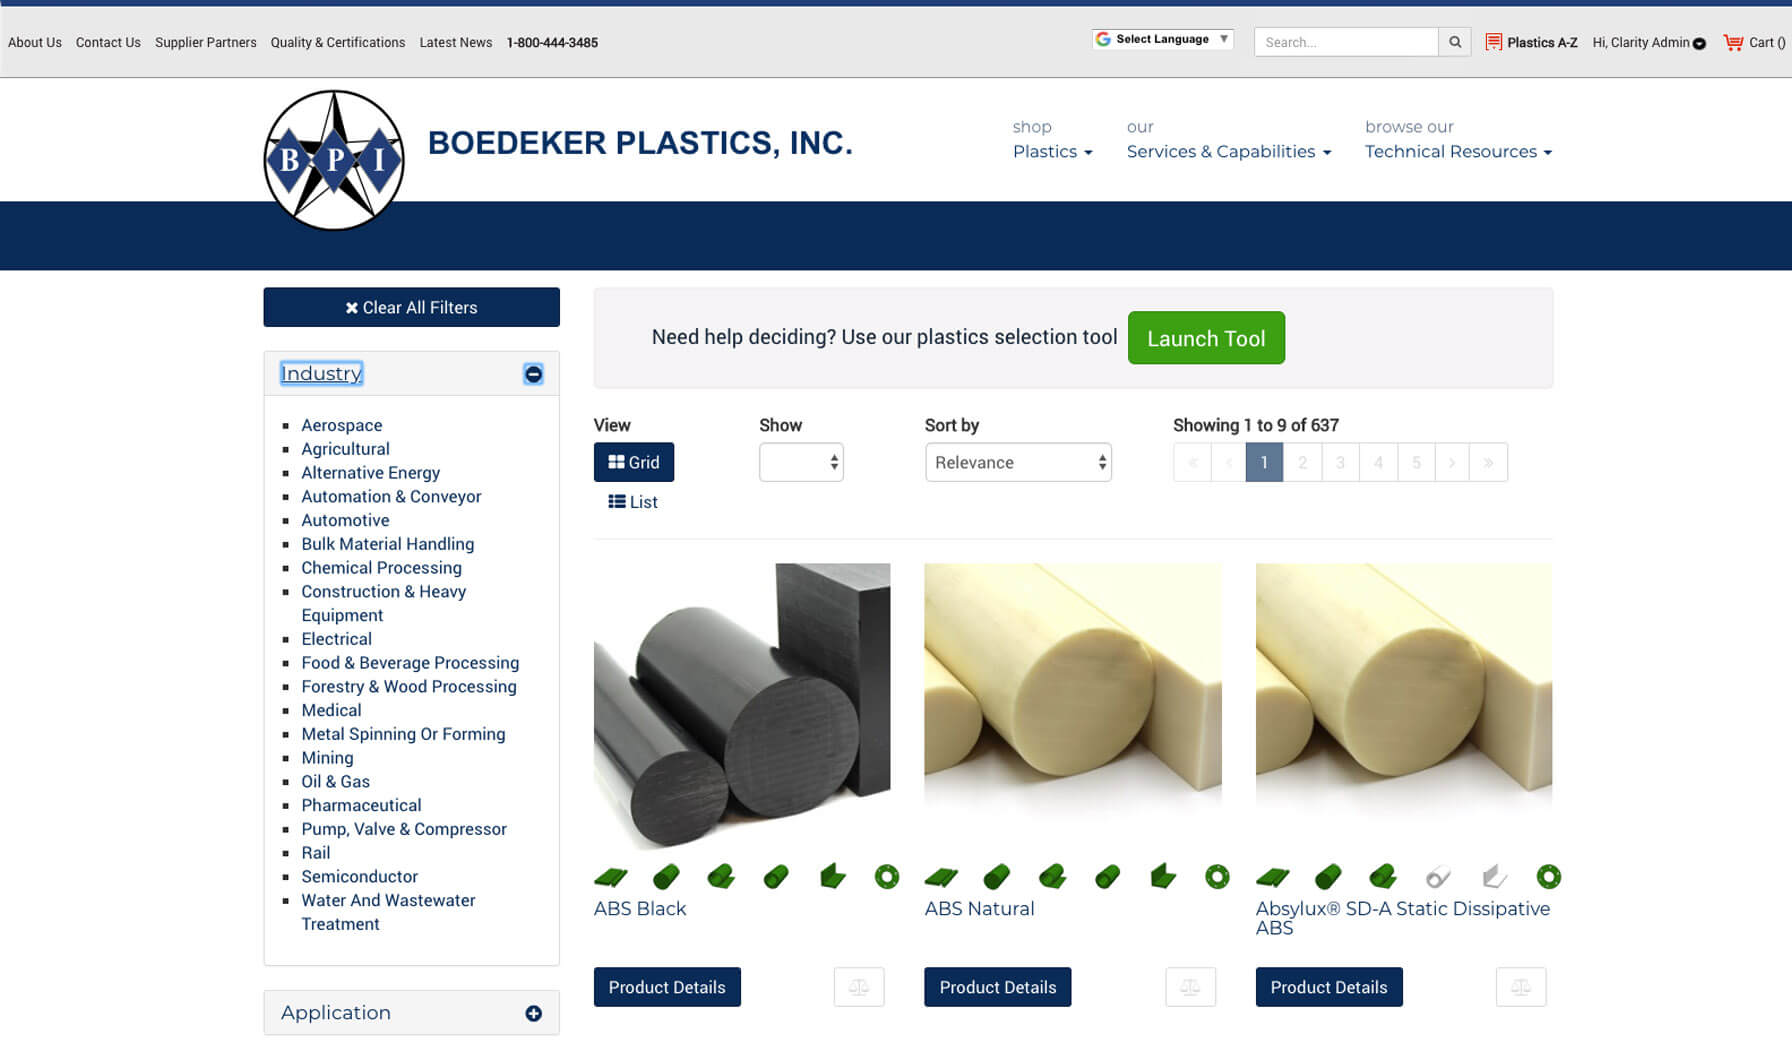 About Us Contact Us Supplier Partners Quality & Certifications Latest News 1-800-444-3485
Select Language ▼ Search... Plastics A-Z Hi, Clarity Admin Cart ()
B P I
BOEDEKER PLASTICS, INC.
shop
Plastics
our
Services & Capabilities
browse our
Technical Resources
Clear All Filters
Industry
Aerospace
Agricultural
Alternative Energy
Automation & Conveyor
Automotive
Bulk Material Handling
Chemical Processing
Construction & Heavy
Equipment
Electrical
Food & Beverage Processing
Forestry & Wood Processing
Medical
Metal Spinning Or Forming
Mining
Oil & Gas
Pharmaceutical
Pump, Valve & Compressor
Rail
Semiconductor
Water And Wastewater
Treatment
Application
Need help deciding? Use our plastics selection tool Launch Tool
View
Grid
List
Show
Sort by
Relevance
Showing 1 to 9 of 637
« ‹ 1 2 3 4 5 › »
ABS Black
Product Details
ABS Natural
Product Details
Absylux® SD-A Static Dissipative
ABS
Product Details